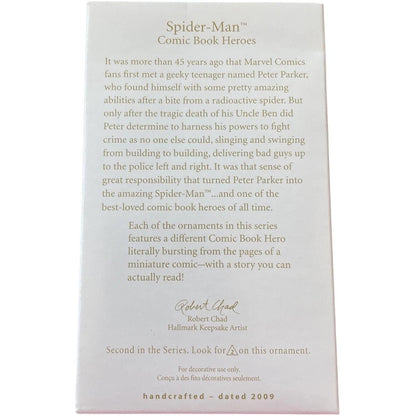 Spider-Man™
Comic Book Heroes
It was more than 45 years ago that Marvel Comics
fans first met a geeky teenager named Peter Parker,
who found himself with some pretty amazing
abilities after a bite from a radioactive spider. But
only after the tragic death of his Uncle Ben did
Peter determine to harness his powers to fight
crime as no one else could, slinging and swinging
from building to building, delivering bad guys up
to the police left and right. It was that sense of
great responsibility that turned Peter Parker into
the amazing Spider-Man™...and one of the
best-loved comic book heroes of all time.
Each of the ornaments in this series
features a different Comic Book Hero
literally bursting from the pages of a
miniature comic—with a story you can
actually read!
Robert Chad
Robert Chad
Hallmark Keepsake Artist
Second in the Series. Look for 2 on this ornament.
For decorative use only.
Conçu à des fins décoratives seulement.
handcrafted – dated 2009